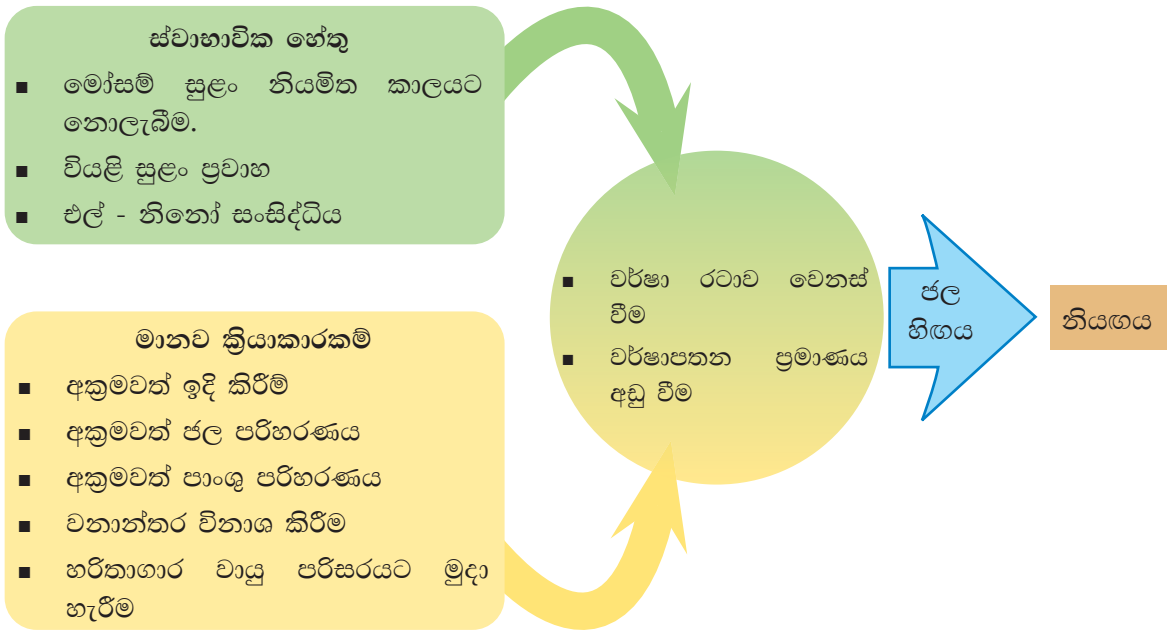 ස්වාභාවික හේතු
▪ මෝසම් සුළං නියමිත කාලයට
නොලැබීම.
▪ වියළි සුළං ප්‍රවාහ
▪ එල් - නිනෝ සංසිද්ධිය
මානව ක්‍රියාකාරකම්
▪ අක්‍රමවත් ඉදි කිරීම්
▪ අක්‍රමවත් ජල පරිහරණය
▪ අක්‍රමවත් පාංශු පරිහරණය
▪ වනාන්තර විනාශ කිරීම
▪ හරිතාගාර වායු පරිසරයට මුදා
හැරීම
▪ වර්ෂා රටාව වෙනස්
වීම
▪ වර්ෂාපතන ප්‍රමාණය
අඩු වීම
ජල
හිඟය
නියඟය